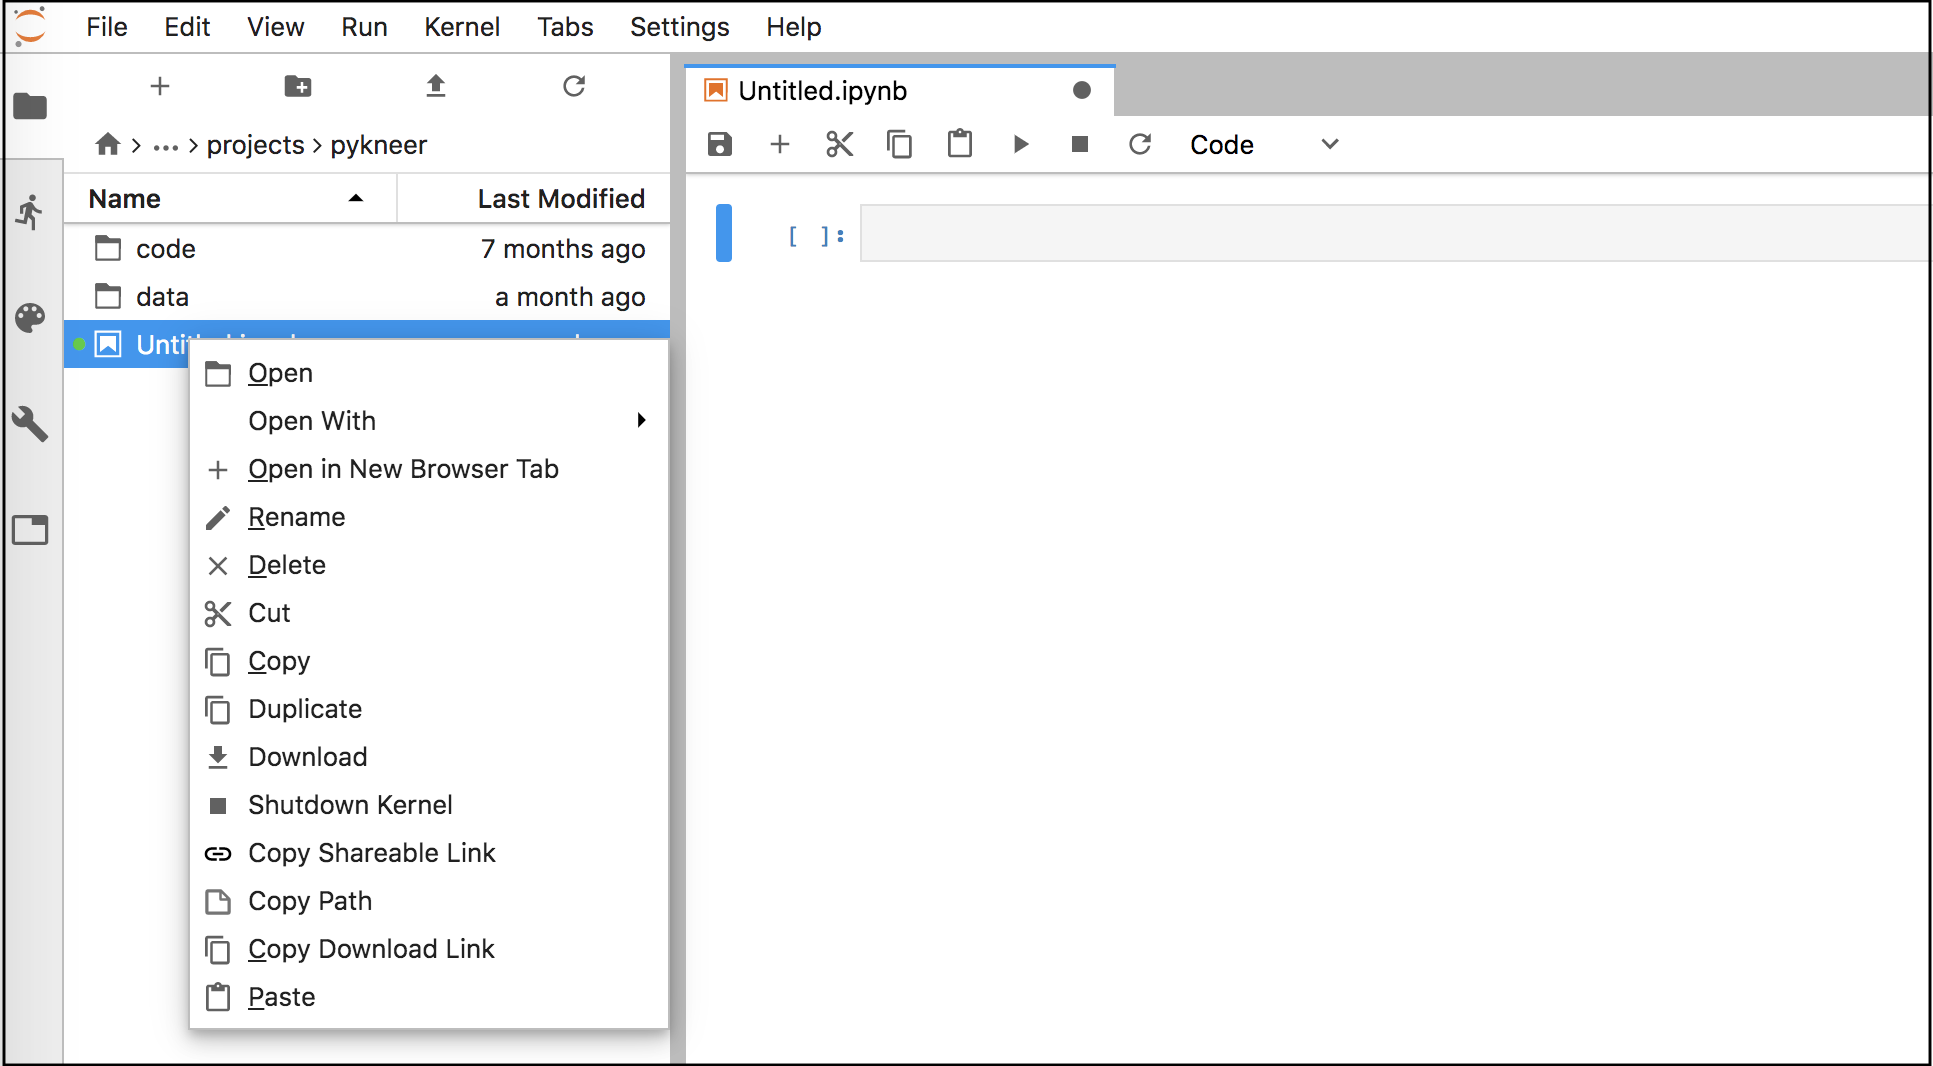 File Edit View Run Kernel Tabs Settings Help
Untitled.ipynb
… > projects > pykneer
Code
Name Last Modified
[ ]:
code 7 months ago
data a month ago
Open
Open With
Open in New Browser Tab
Rename
Delete
Cut
Copy
Duplicate
Download
Shutdown Kernel
Copy Shareable Link
Copy Path
Copy Download Link
Paste